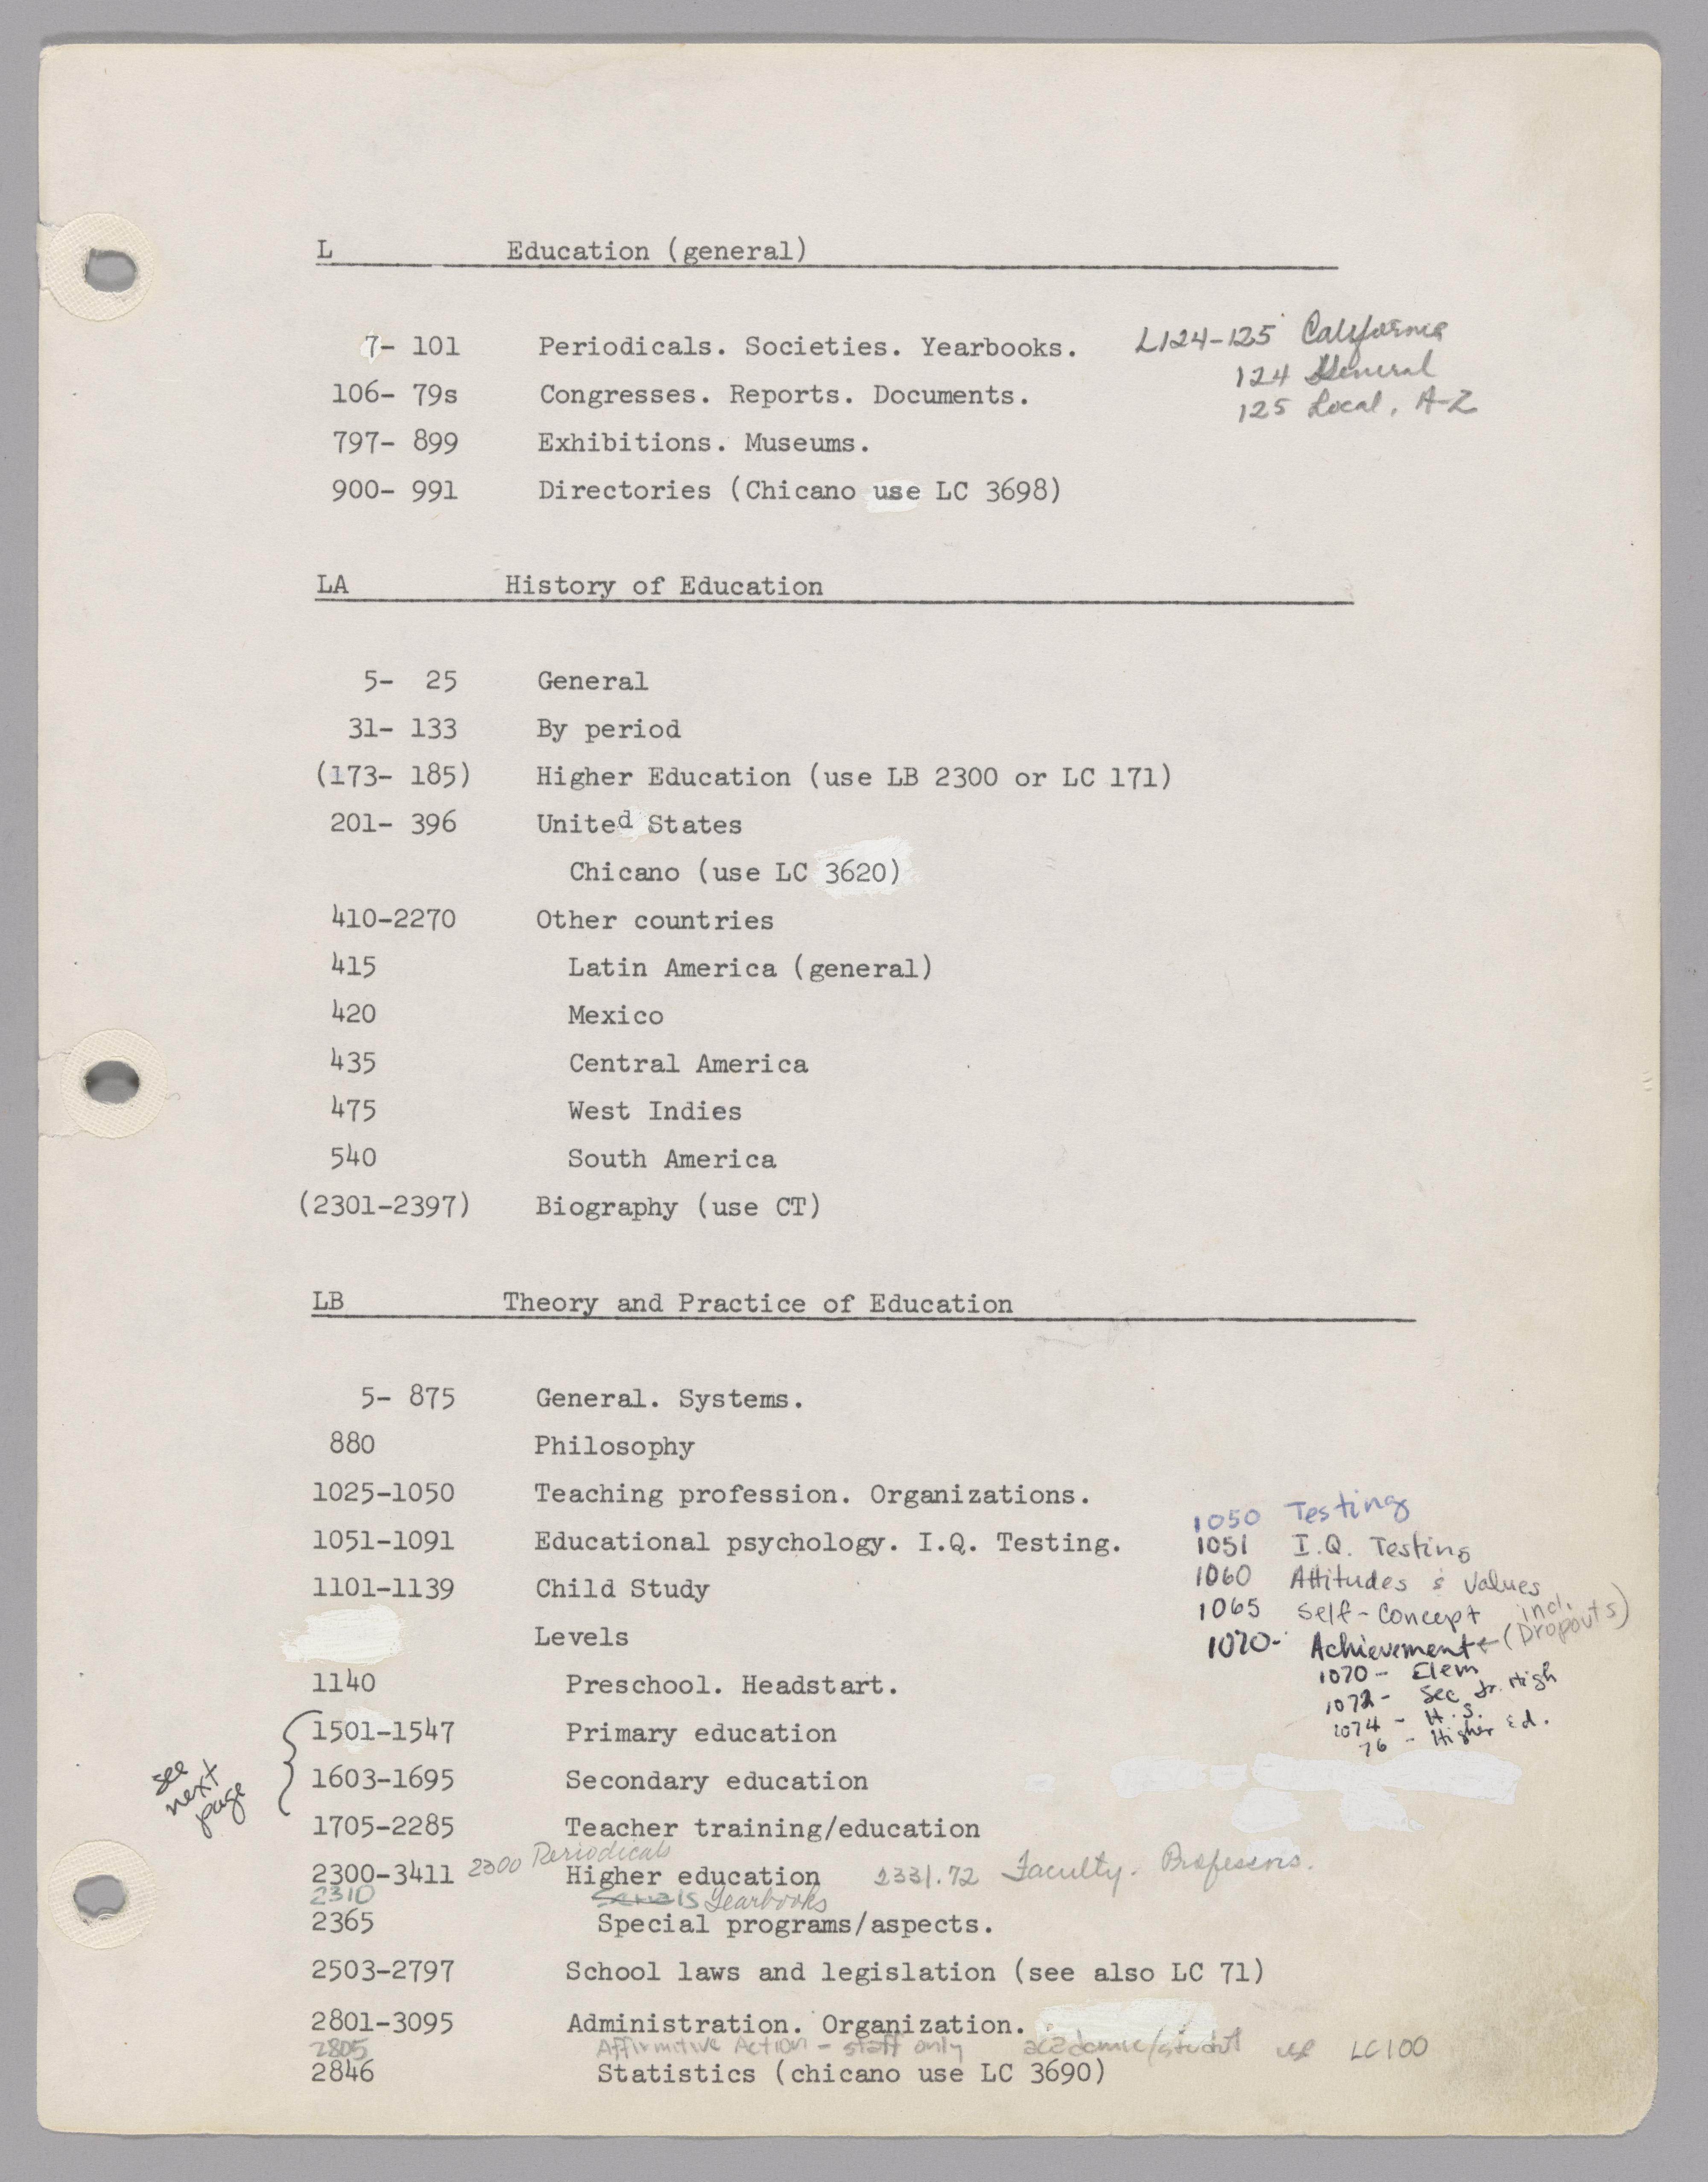 L Education (general)
7- 101 Periodicals. Societies. Yearbooks. L124-125 California
124 General
106- 79s Congresses. Reports. Documents. 125 Local, A-Z
797- 899 Exhibitions. Museums.
900- 991 Directories (Chicano use LC 3698)
LA History of Education
5- 25 General
31- 133 By period
(173- 185) Higher Education (use LB 2300 or LC 171)
201- 396 United States
Chicano (use LC 3620)
410-2270 Other countries
415 Latin America (general)
420 Mexico
435 Central America
475 West Indies
540 South America
(2301-2397) Biography (use CT)
LB Theory and Practice of Education
5- 875 General. Systems.
880 Philosophy
1025-1050 Teaching profession. Organizations.
1050 Testing
1051-1091 Educational psychology. I.Q. Testing. 1051 I.Q. Testing
1060 Attitudes & Values
1101-1139 Child Study
1065 Self-Concept
Levels
1070- Achievement ← (incl. Dropouts)
1070- Elem
1140 Preschool. Headstart.
1072- Sec Jr. High
1074 - H.S.
76 - Higher Ed.
1501-1547 Primary education
see next page
1603-1695 Secondary education
1705-2285 Teacher training/education
2300 Periodicals
2300-3411 Higher education 2331.72 Faculty. Professors.
2310 Serials Yearbooks
2365 Special programs/aspects.
2503-2797 School laws and legislation (see also LC 71)
2801-3095 Administration. Organization.
2805 Affirmitive Action - staff only academic/student use LC100
2846 Statistics (chicano use LC 3690)